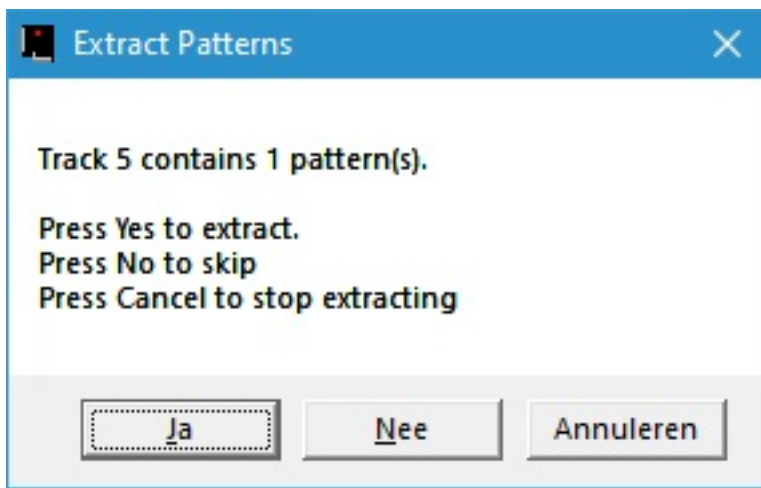 Extract Patterns
Track 5 contains 1 pattern(s).
Press Yes to extract.
Press No to skip
Press Cancel to stop extracting
Ja Nee Annuleren